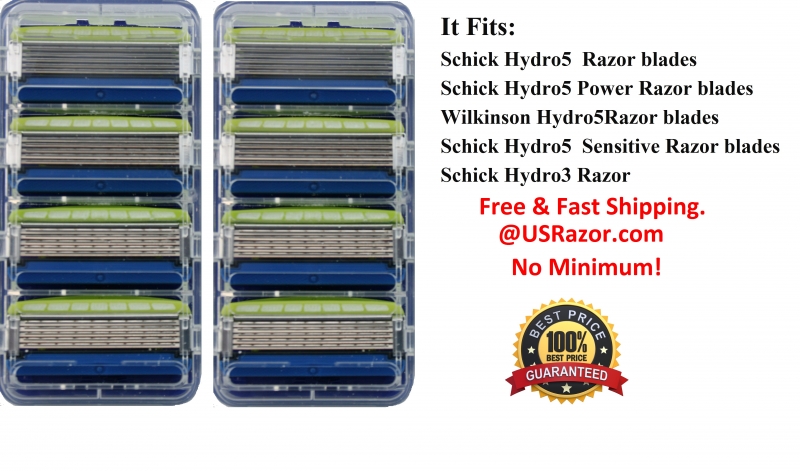 It Fits:
Schick Hydro5  Razor blades
Schick Hydro5 Power Razor blades
Wilkinson Hydro5Razor blades
Schick Hydro5  Sensitive Razor blades
Schick Hydro3 Razor
Free & Fast Shipping.
@USRazor.com
No Minimum!
BEST PRICE
100%
BEST PRICE
GUARANTEED